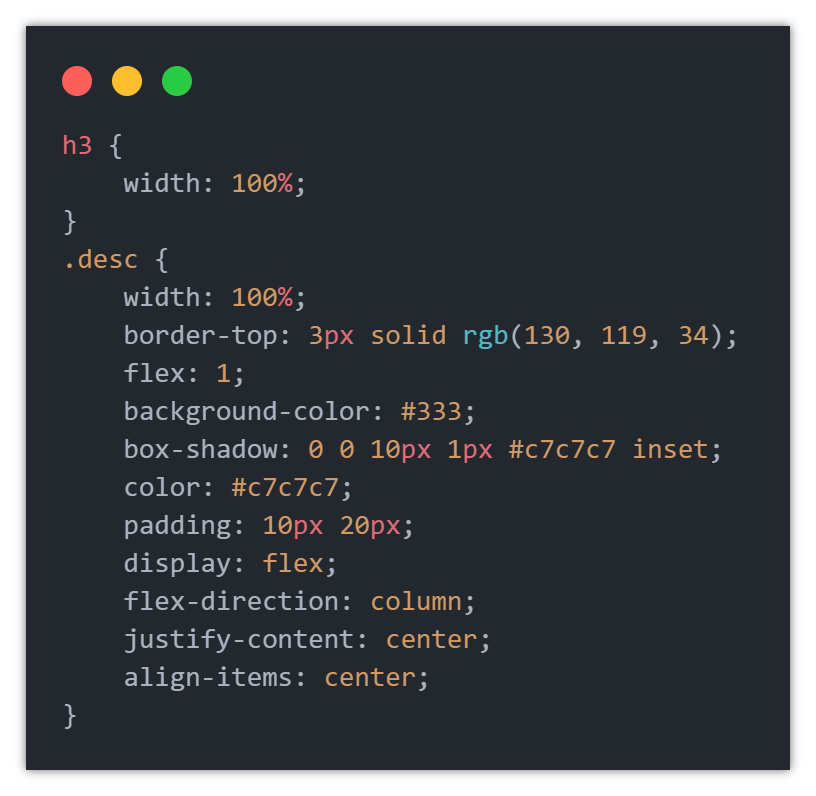 h3 {
    width: 100%;
}
.desc {
    width: 100%;
    border-top: 3px solid rgb(130, 119, 34);
    flex: 1;
    background-color: #333;
    box-shadow: 0 0 10px 1px #c7c7c7 inset;
    color: #c7c7c7;
    padding: 10px 20px;
    display: flex;
    flex-direction: column;
    justify-content: center;
    align-items: center;
}